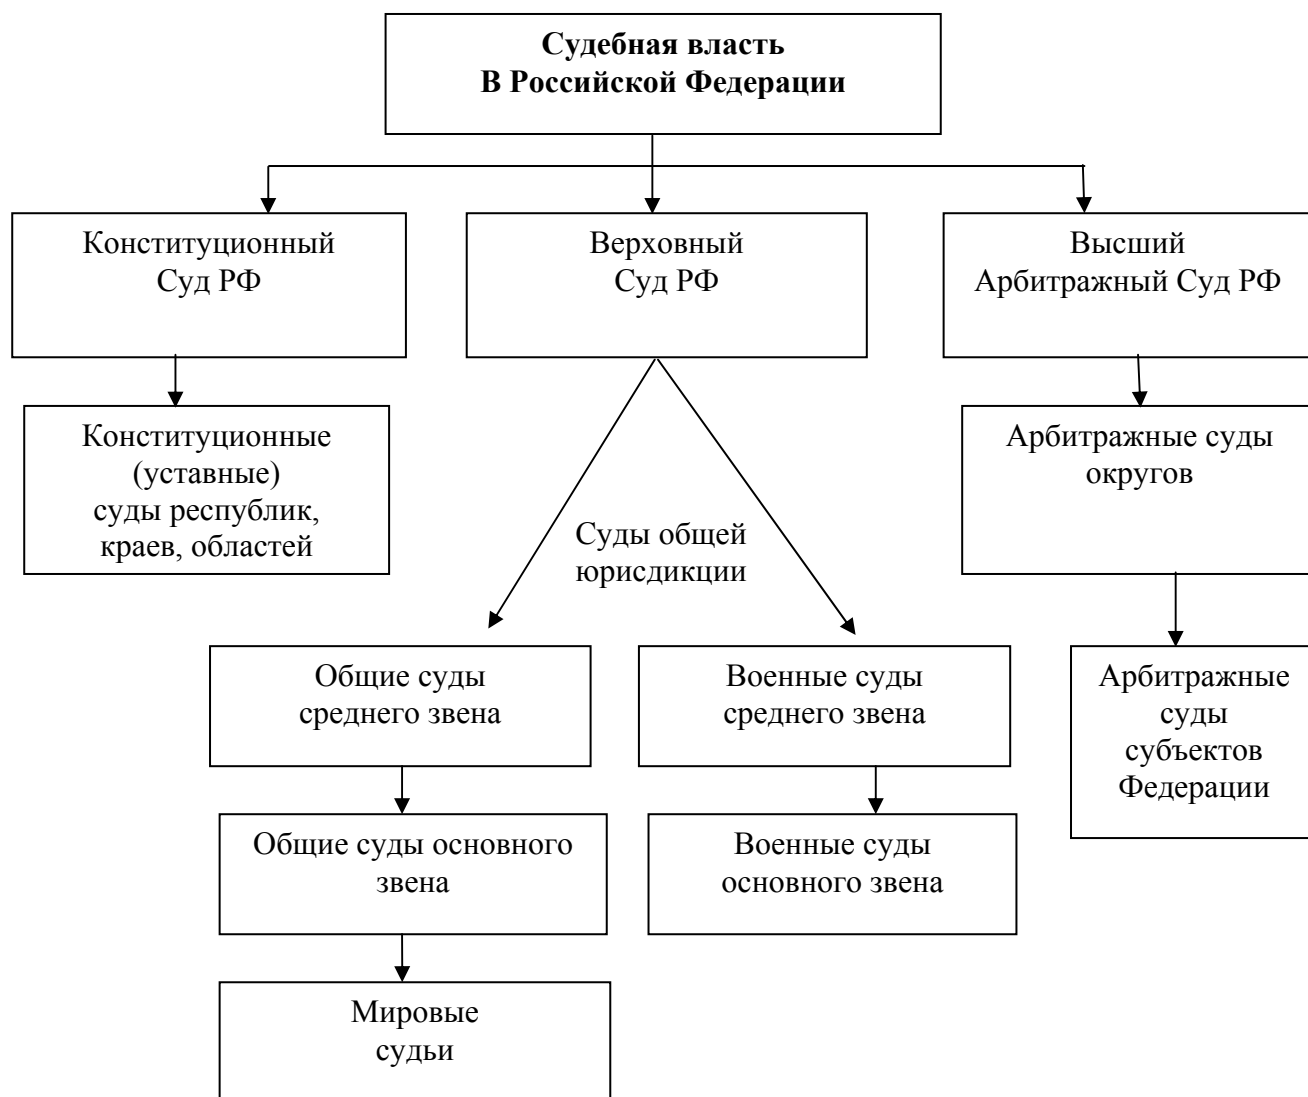 Судебная власть
В Российской Федерации
Конституционный
Суд РФ
Верховный
Суд РФ
Высший
Арбитражный Суд РФ
Конституционные
(уставные)
суды республик,
краев, областей
Арбитражные суды
округов
Суды общей
юрисдикции
Общие суды
среднего звена
Военные суды
среднего звена
Арбитражные
суды
субъектов
Федерации
Общие суды основного
звена
Военные суды
основного звена
Мировые
судьи